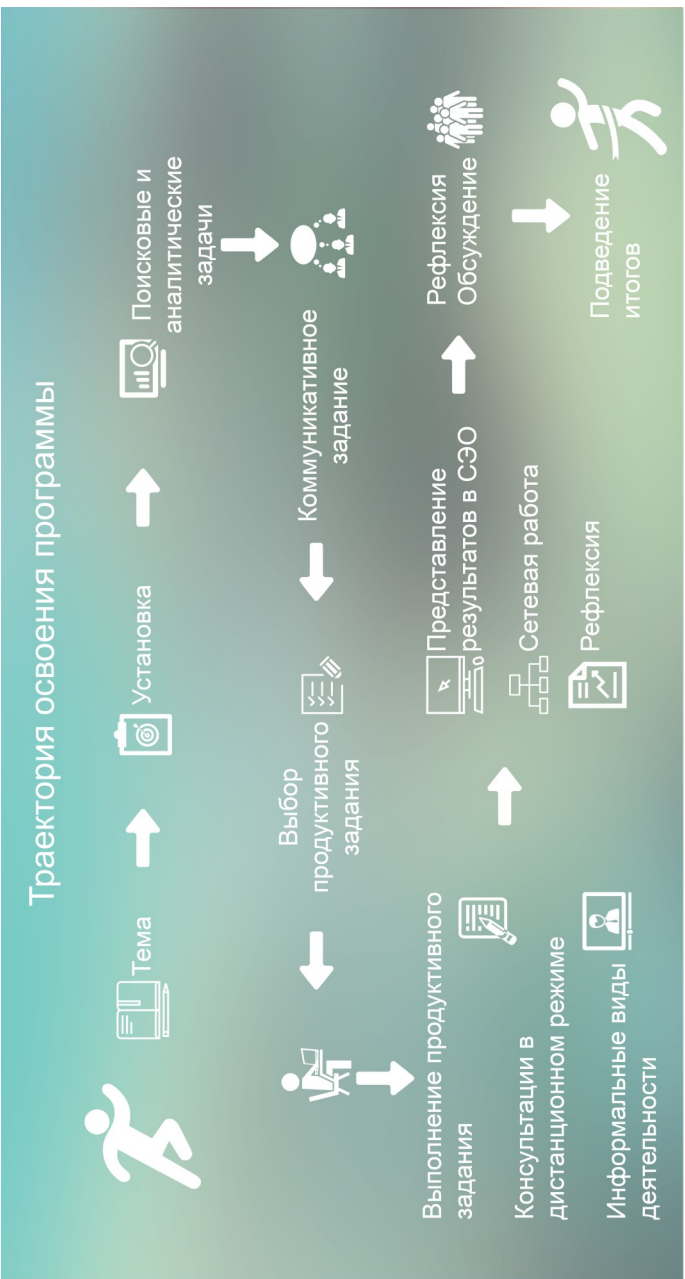 Траектория освоения программы
Тема
Установка
Поисковые и
аналитические
задачи
Коммуникативное
задание
Выбор
продуктивного
задания
Выполнение продуктивного
задания
Консультации в
дистанционном режиме
Информальные виды
деятельности
Представление
результатов в СЭО
Сетевая работа
Рефлексия
Рефлексия
Обсуждение
Подведение
итогов